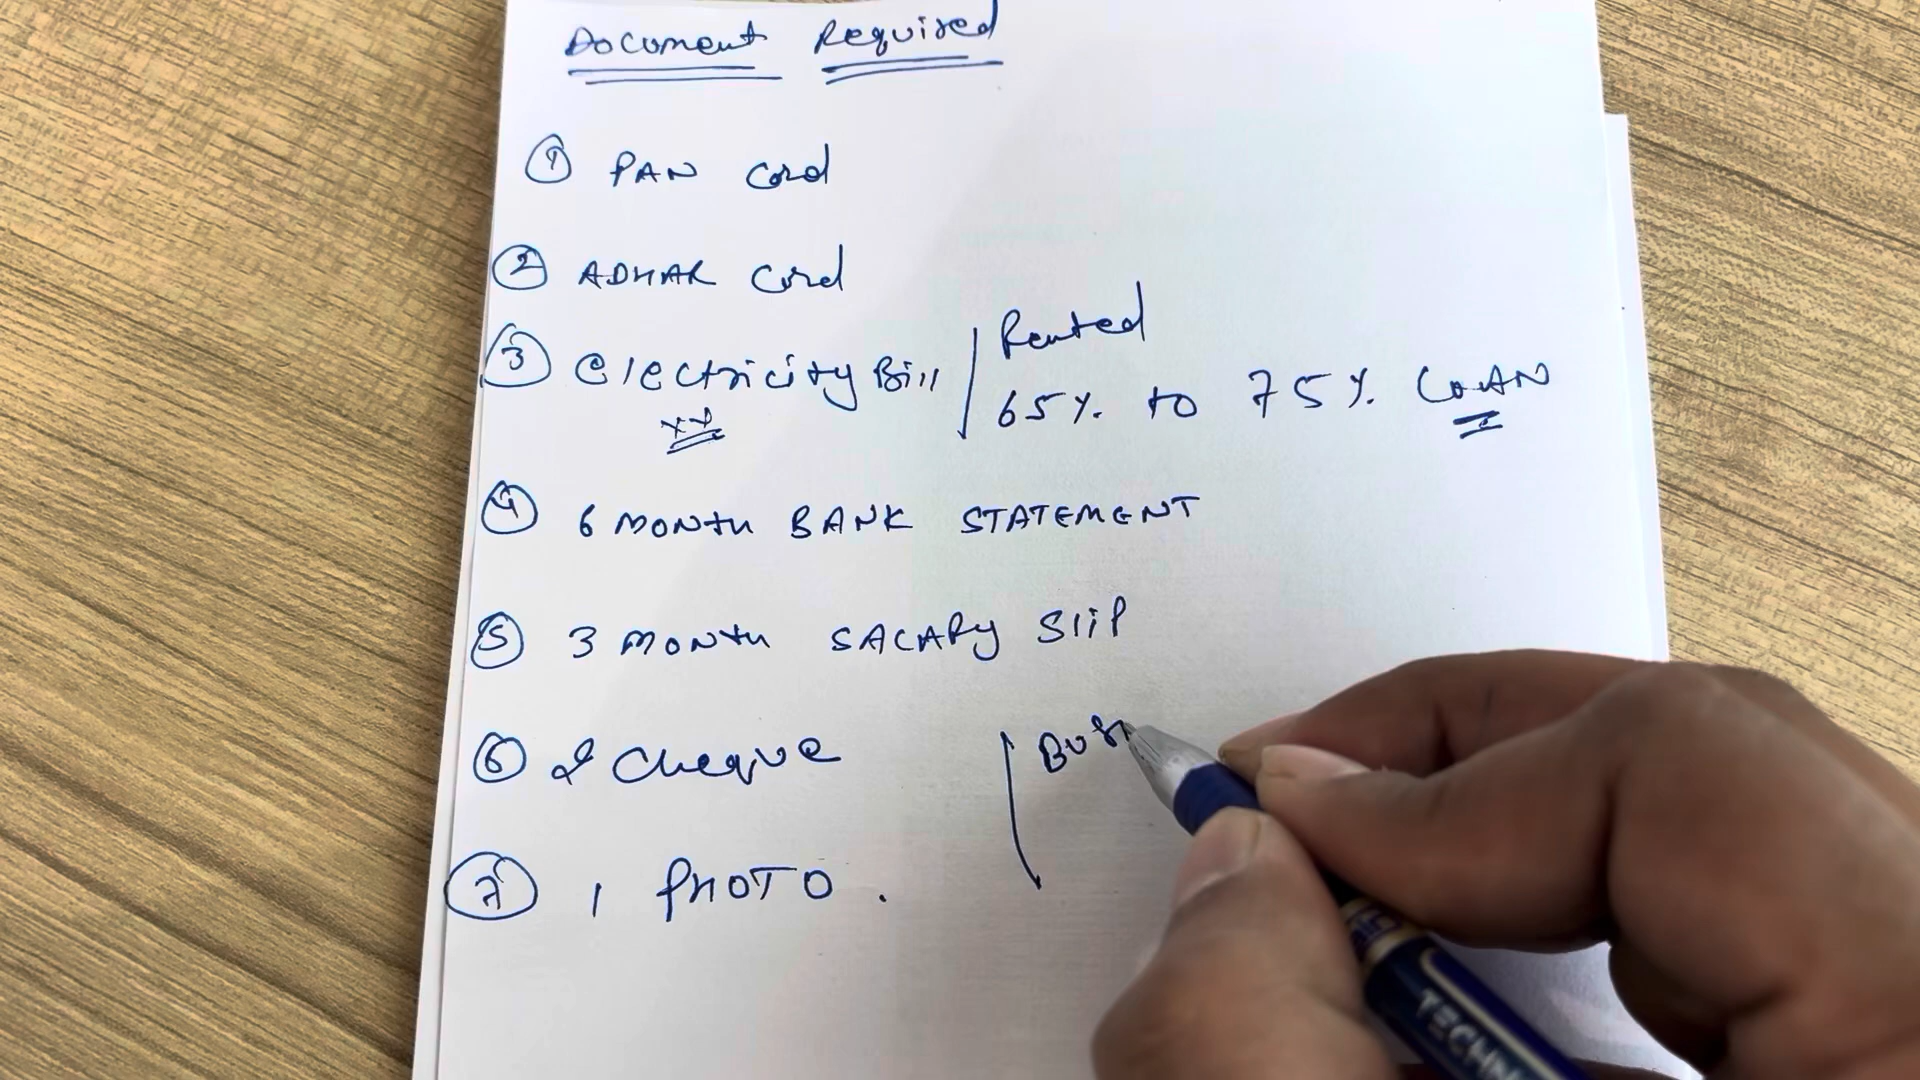 Document Required
① PAN Card
② ADHAR Card
③ electricity Bill / Rented
65% to 75% LOAN
④ 6 MONTH BANK STATEMENT
⑤ 3 MONTH SALARY Slip
⑥ 2 Cheque
⑦ 1 PHOTO.
TECHN